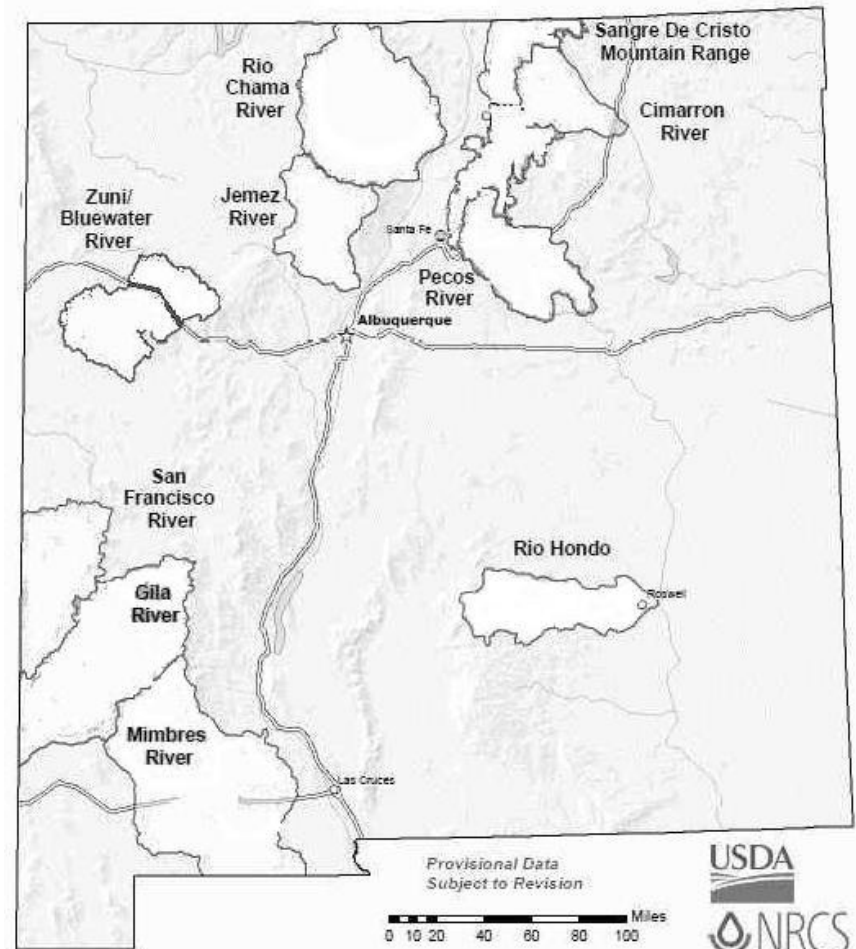 Sangre De Cristo
Mountain Range
Rio
Chama
River
Cimarron
River
Zuni/
Bluewater
River
Jemez
River
Santa Fe
Pecos
River
Albuquerque
San
Francisco
River
Rio Hondo
Gila
River
Roswell
Mimbres
River
Las Cruces
Provisional Data
Subject to Revision
USDA
Miles
0 10 20 40 60 80 100
NRCS